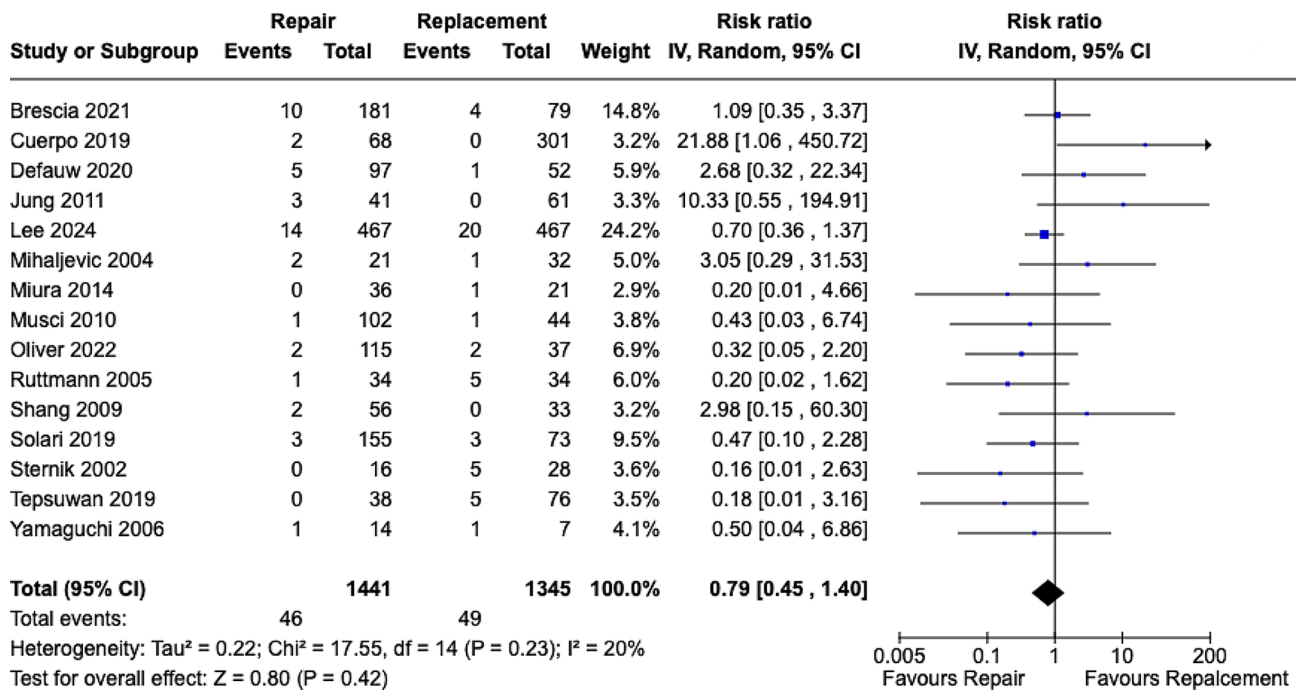 Repair Replacement Risk ratio Risk ratio
Study or Subgroup Events Total Events Total Weight IV, Random, 95% CI IV, Random, 95% CI
Brescia 2021 10 181 4 79 14.8% 1.09 [0.35 , 3.37]
Cuerpo 2019 2 68 0 301 3.2% 21.88 [1.06 , 450.72]
Defauw 2020 5 97 1 52 5.9% 2.68 [0.32 , 22.34]
Jung 2011 3 41 0 61 3.3% 10.33 [0.55 , 194.91]
Lee 2024 14 467 20 467 24.2% 0.70 [0.36 , 1.37]
Mihaljevic 2004 2 21 1 32 5.0% 3.05 [0.29 , 31.53]
Miura 2014 0 36 1 21 2.9% 0.20 [0.01 , 4.66]
Musci 2010 1 102 1 44 3.8% 0.43 [0.03 , 6.74]
Oliver 2022 2 115 2 37 6.9% 0.32 [0.05 , 2.20]
Ruttmann 2005 1 34 5 34 6.0% 0.20 [0.02 , 1.62]
Shang 2009 2 56 0 33 3.2% 2.98 [0.15 , 60.30]
Solari 2019 3 155 3 73 9.5% 0.47 [0.10 , 2.28]
Sternik 2002 0 16 5 28 3.6% 0.16 [0.01 , 2.63]
Tepsuwan 2019 0 38 5 76 3.5% 0.18 [0.01 , 3.16]
Yamaguchi 2006 1 14 1 7 4.1% 0.50 [0.04 , 6.86]
Total (95% CI) 1441 1345 100.0% 0.79 [0.45 , 1.40]
Total events: 46 49
Heterogeneity: Tau² = 0.22; Chi² = 17.55, df = 14 (P = 0.23); I² = 20%
Test for overall effect: Z = 0.80 (P = 0.42)
0.005 0.1 1 10 200
Favours Repair Favours Repalcement